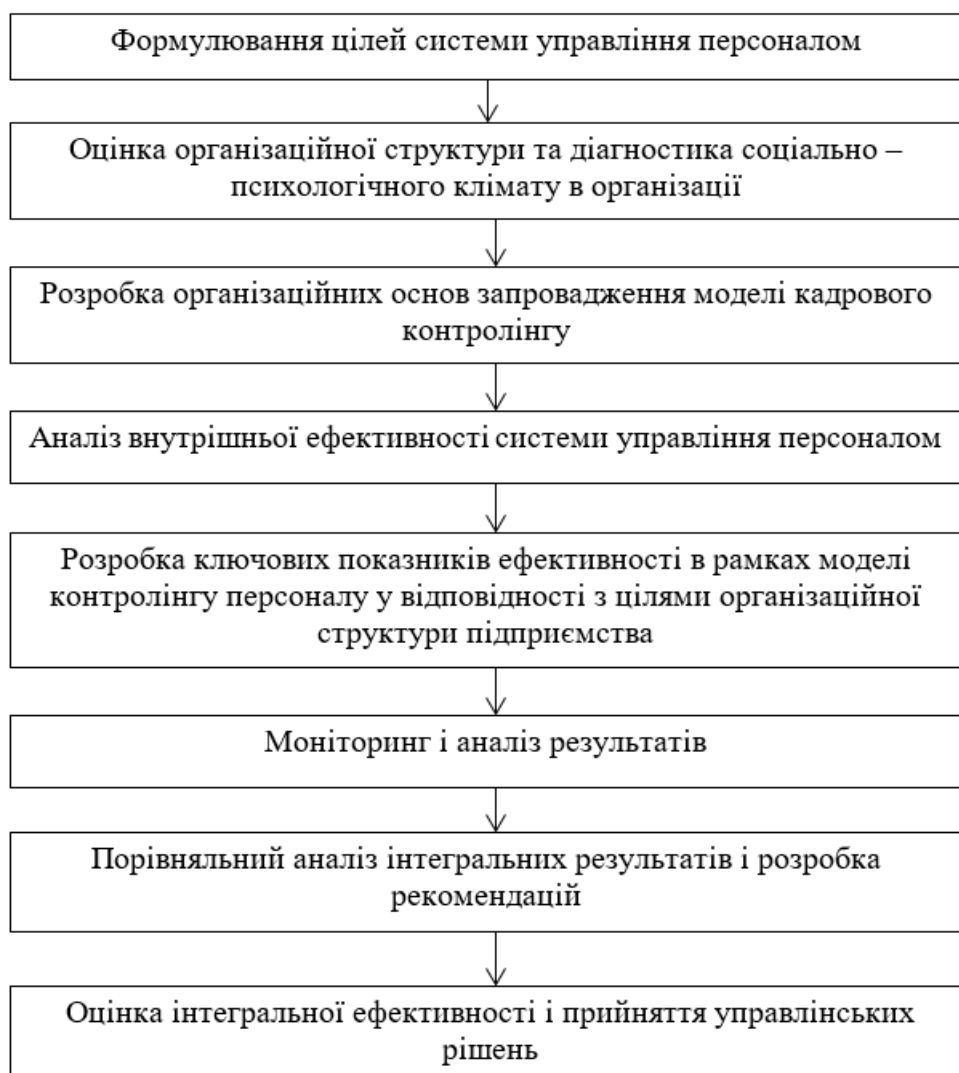 Формулювання цілей системи управління персоналом
Оцінка організаційної структури та діагностика соціально –
психологічного клімату в організації
Розробка організаційних основ запровадження моделі кадрового
контролінгу
Аналіз внутрішньої ефективності системи управління персоналом
Розробка ключових показників ефективності в рамках моделі
контролінгу персоналу у відповідності з цілями організаційної
структури підприємства
Моніторинг і аналіз результатів
Порівняльний аналіз інтегральних результатів і розробка
рекомендацій
Оцінка інтегральної ефективності і прийняття управлінських
рішень